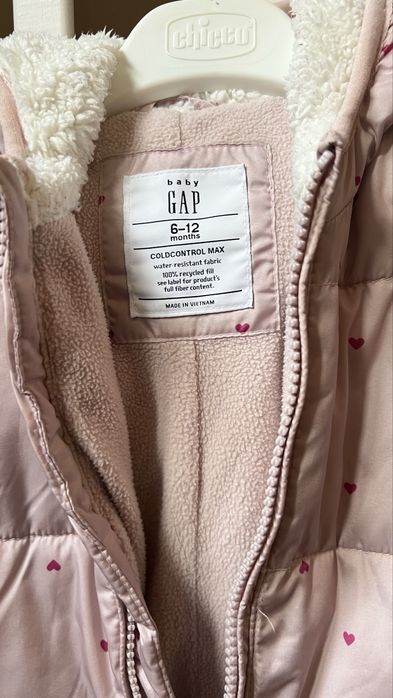 chicco
baby
GAP
6-12
months
COLDCONTROL MAX
water-resistant fabric
100% recycled fill
see label for product's
full fiber content.
MADE IN VIETNAM